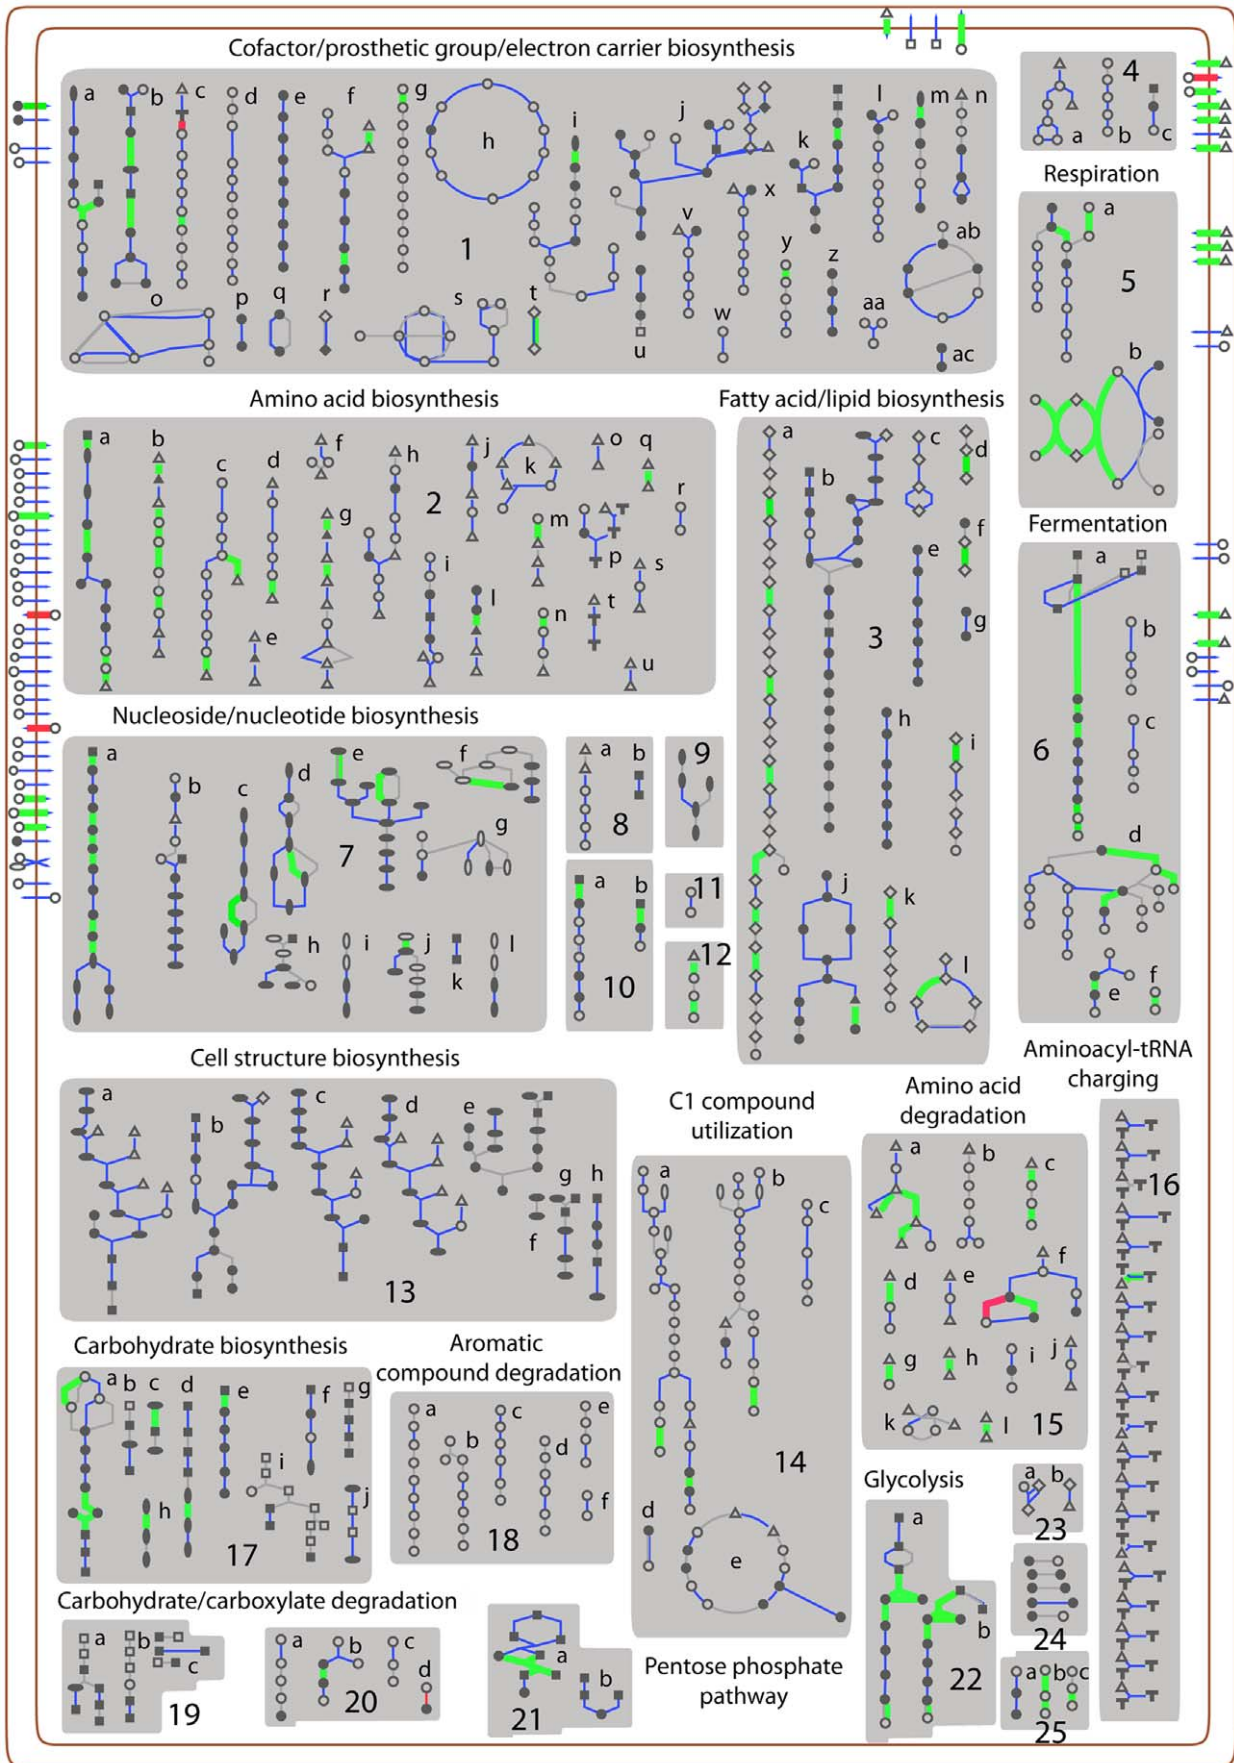 Cofactor/prosthetic group/electron carrier biosynthesis
a b c d e f g h i j k l m n
o p q r s t u v w x y z aa ab ac
1
4
a b c
Respiration
a
5
b
Amino acid biosynthesis
a b c d e f g h i j k l m n o p q r s t u
2
Fatty acid/lipid biosynthesis
a b c d e f g h i j k l
3
Fermentation
a
b
c
6
d
e f
Nucleoside/nucleotide biosynthesis
a b c d e f g h i j k l
7
a b
8
9
a b
10
11
12
Cell structure biosynthesis
a b c d e f g h
13
C1 compound
utilization
a b c d e
14
Amino acid
degradation
a b c d e f g h i j k l
15
Aminoacyl-tRNA
charging
16
Carbohydrate biosynthesis
a b c d e f g h i j
17
Aromatic
compound degradation
a b c d e f
18
Glycolysis
a
b
22
a b
23
24
a b c
25
Carbohydrate/carboxylate degradation
a b c
19
a b c d
20
a b
21
Pentose phosphate
pathway